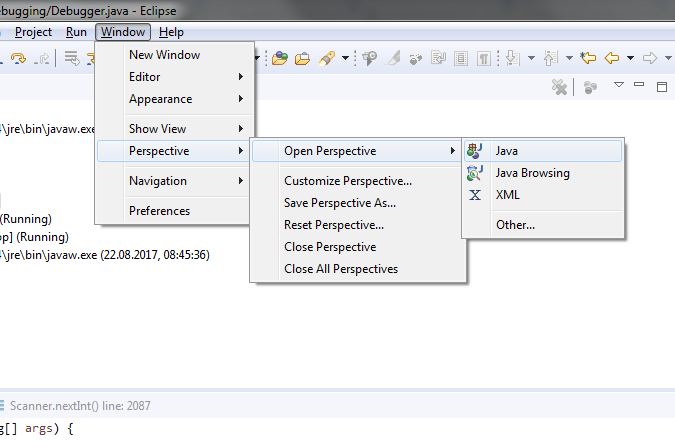 ebugging/Debugger.java - Eclipse
Project Run Window Help
New Window
Editor
Appearance
Show View
Perspective
Navigation
Preferences
Open Perspective
Customize Perspective...
Save Perspective As...
Reset Perspective...
Close Perspective
Close All Perspectives
Java
Java Browsing
XML
Other...
\jre\bin\javaw.exe
(Running)
op] (Running)
\jre\bin\javaw.exe (22.08.2017, 08:45:36)
Scanner.nextInt() line: 2087
g[] args) {